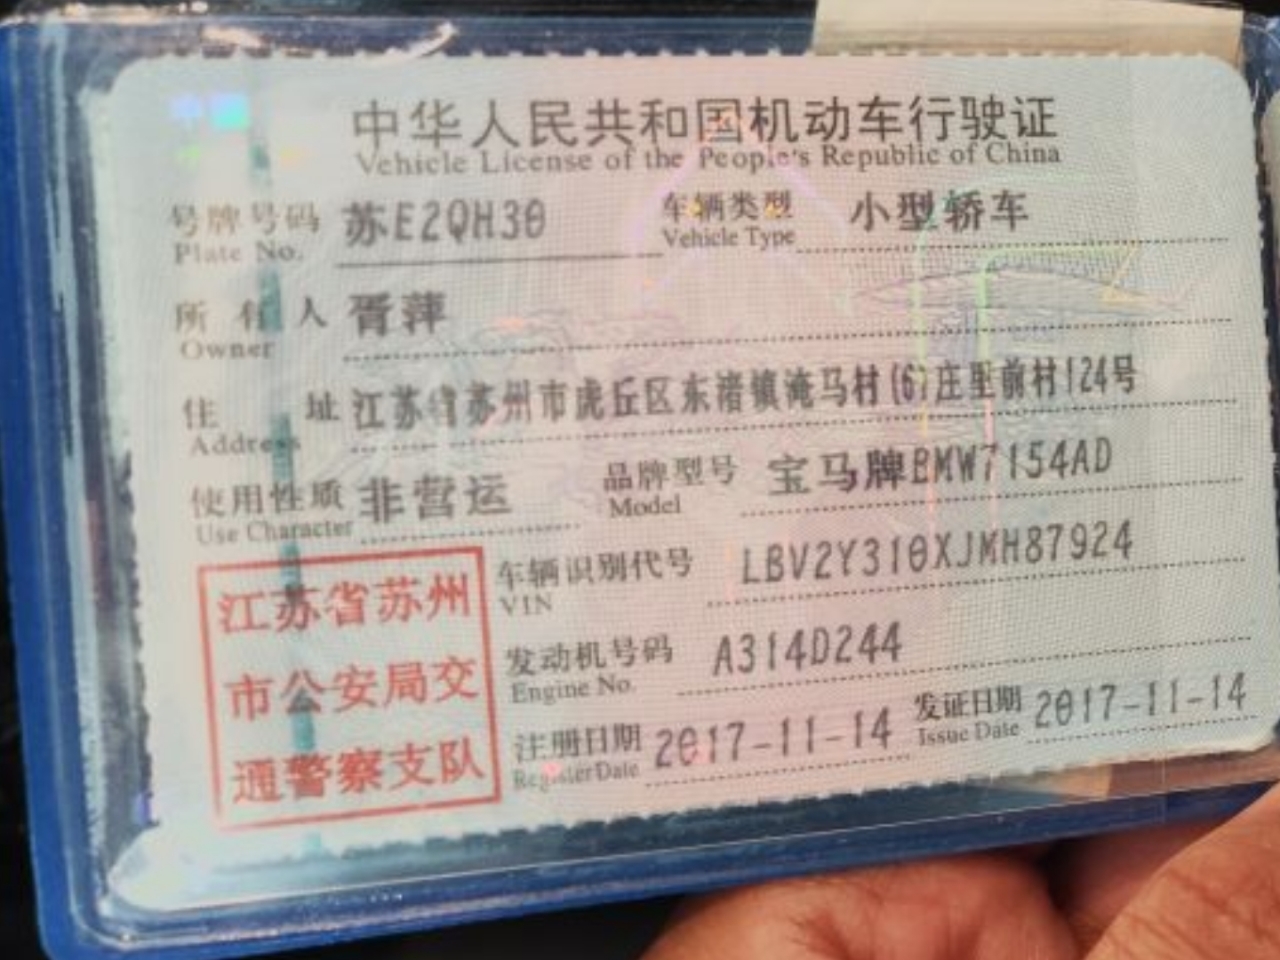 中华人民共和国机动车行驶证
Vehicle License of the People's Republic of China
号牌号码 苏E2QH30 车辆类型 小型轿车
Plate No. Vehicle Type
所有人 胥萍
Owner
住址 江苏省苏州市虎丘区东渚镇淹马村(6)庄里前村124号
Address
使用性质 非营运 品牌型号 宝马牌BMW7154AD
Use Character Model
车辆识别代号 LBV2Y310XJMH87924
VIN
发动机号码 A314D244
Engine No.
注册日期 2017-11-14 发证日期 2017-11-14
Register Date Issue Date
江苏省苏州
市公安局交
通警察支队